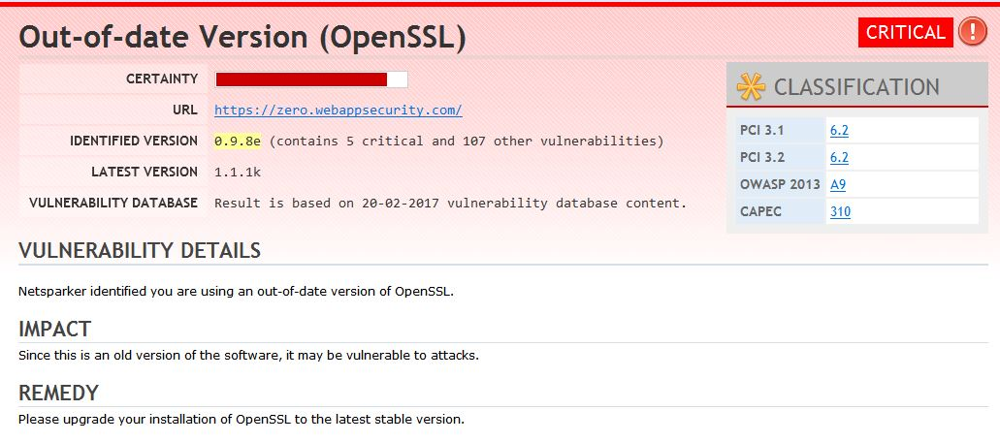 Out-of-date Version (OpenSSL)
CRITICAL !
CERTAINTY
URL https://zero.webappsecurity.com/
IDENTIFIED VERSION 0.9.8e (contains 5 critical and 107 other vulnerabilities)
LATEST VERSION 1.1.1k
VULNERABILITY DATABASE Result is based on 20-02-2017 vulnerability database content.
CLASSIFICATION
PCI 3.1 6.2
PCI 3.2 6.2
OWASP 2013 A9
CAPEC 310
VULNERABILITY DETAILS
Netsparker identified you are using an out-of-date version of OpenSSL.
IMPACT
Since this is an old version of the software, it may be vulnerable to attacks.
REMEDY
Please upgrade your installation of OpenSSL to the latest stable version.